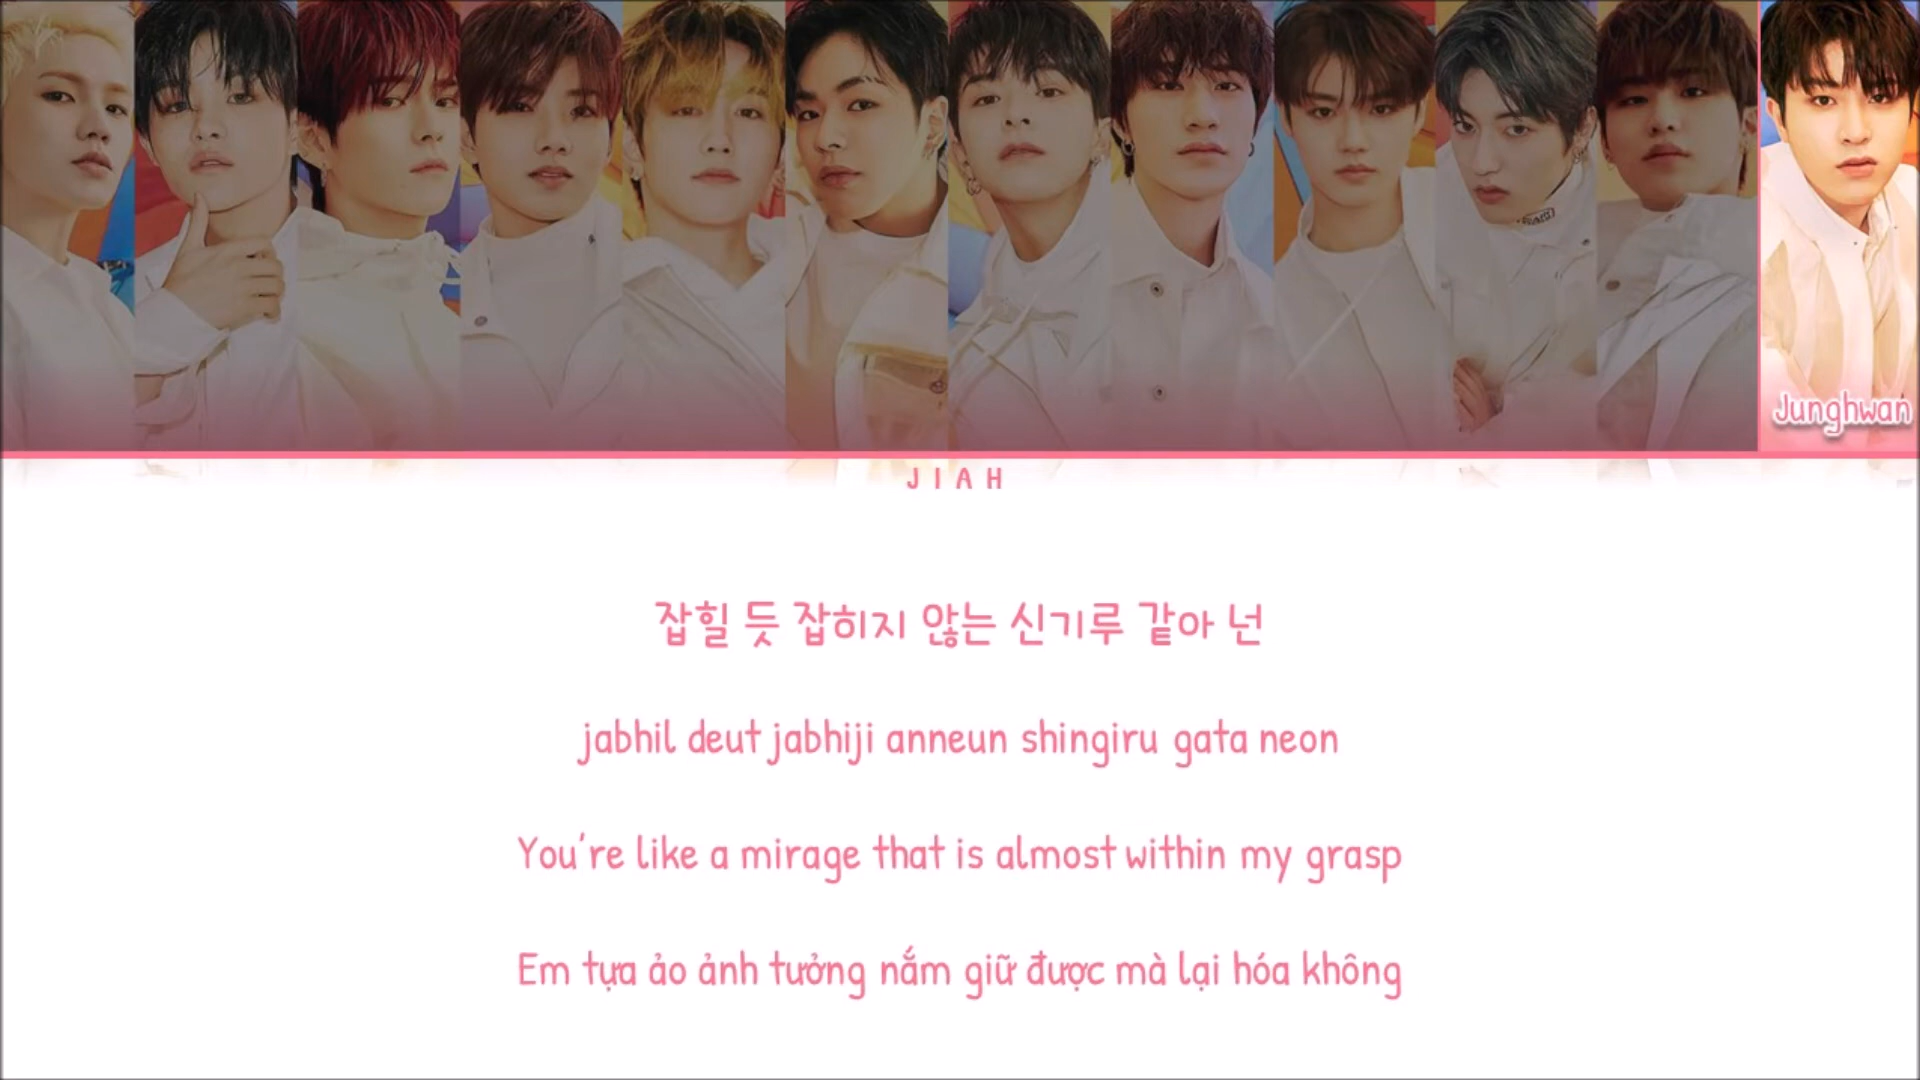 Junghwan
JIAH
잡힐 듯 잡히지 않는 신기루 같아 넌
jabhil deut jabhiji anneun shingiru gata neon
You're like a mirage that is almost within my grasp
Em tựa ảo ảnh tưởng nắm giữ được mà lại hóa không